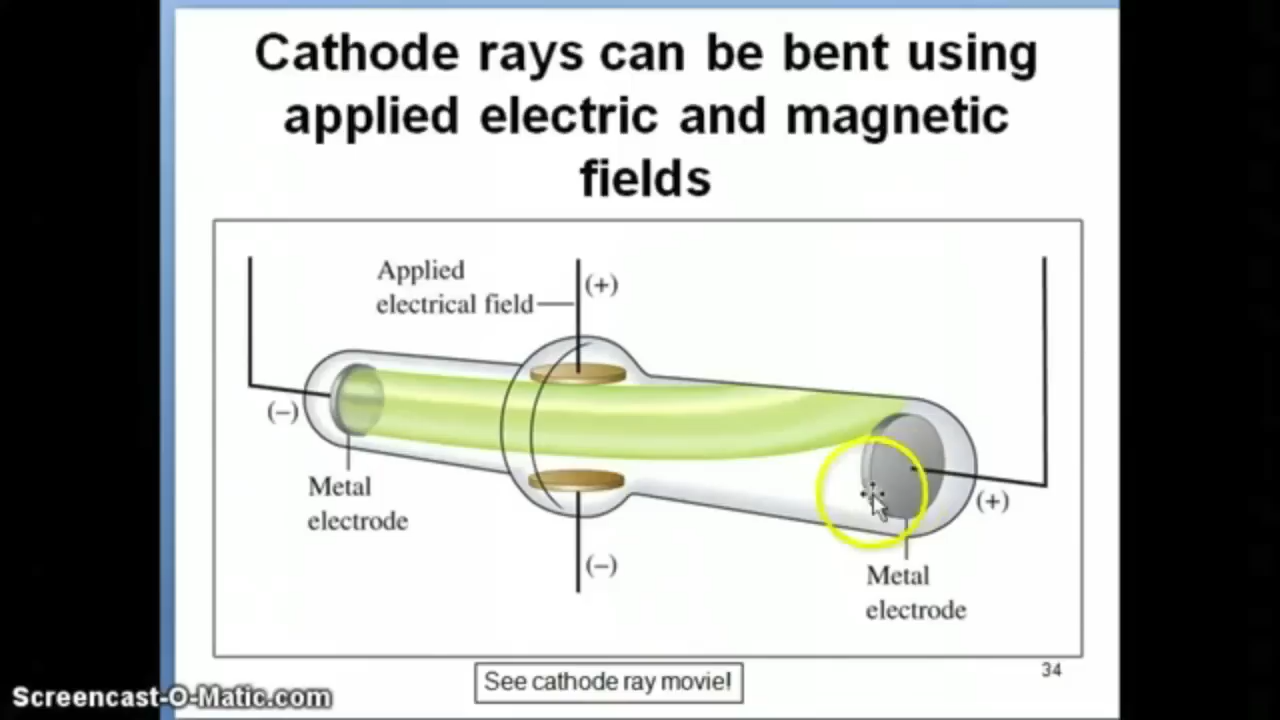 Cathode rays can be bent using
applied electric and magnetic
fields
Applied
electrical field
(+)
(–)
Metal
electrode
(–)
(+)
Metal
electrode
See cathode ray movie!
34
Screencast-O-Matic.com